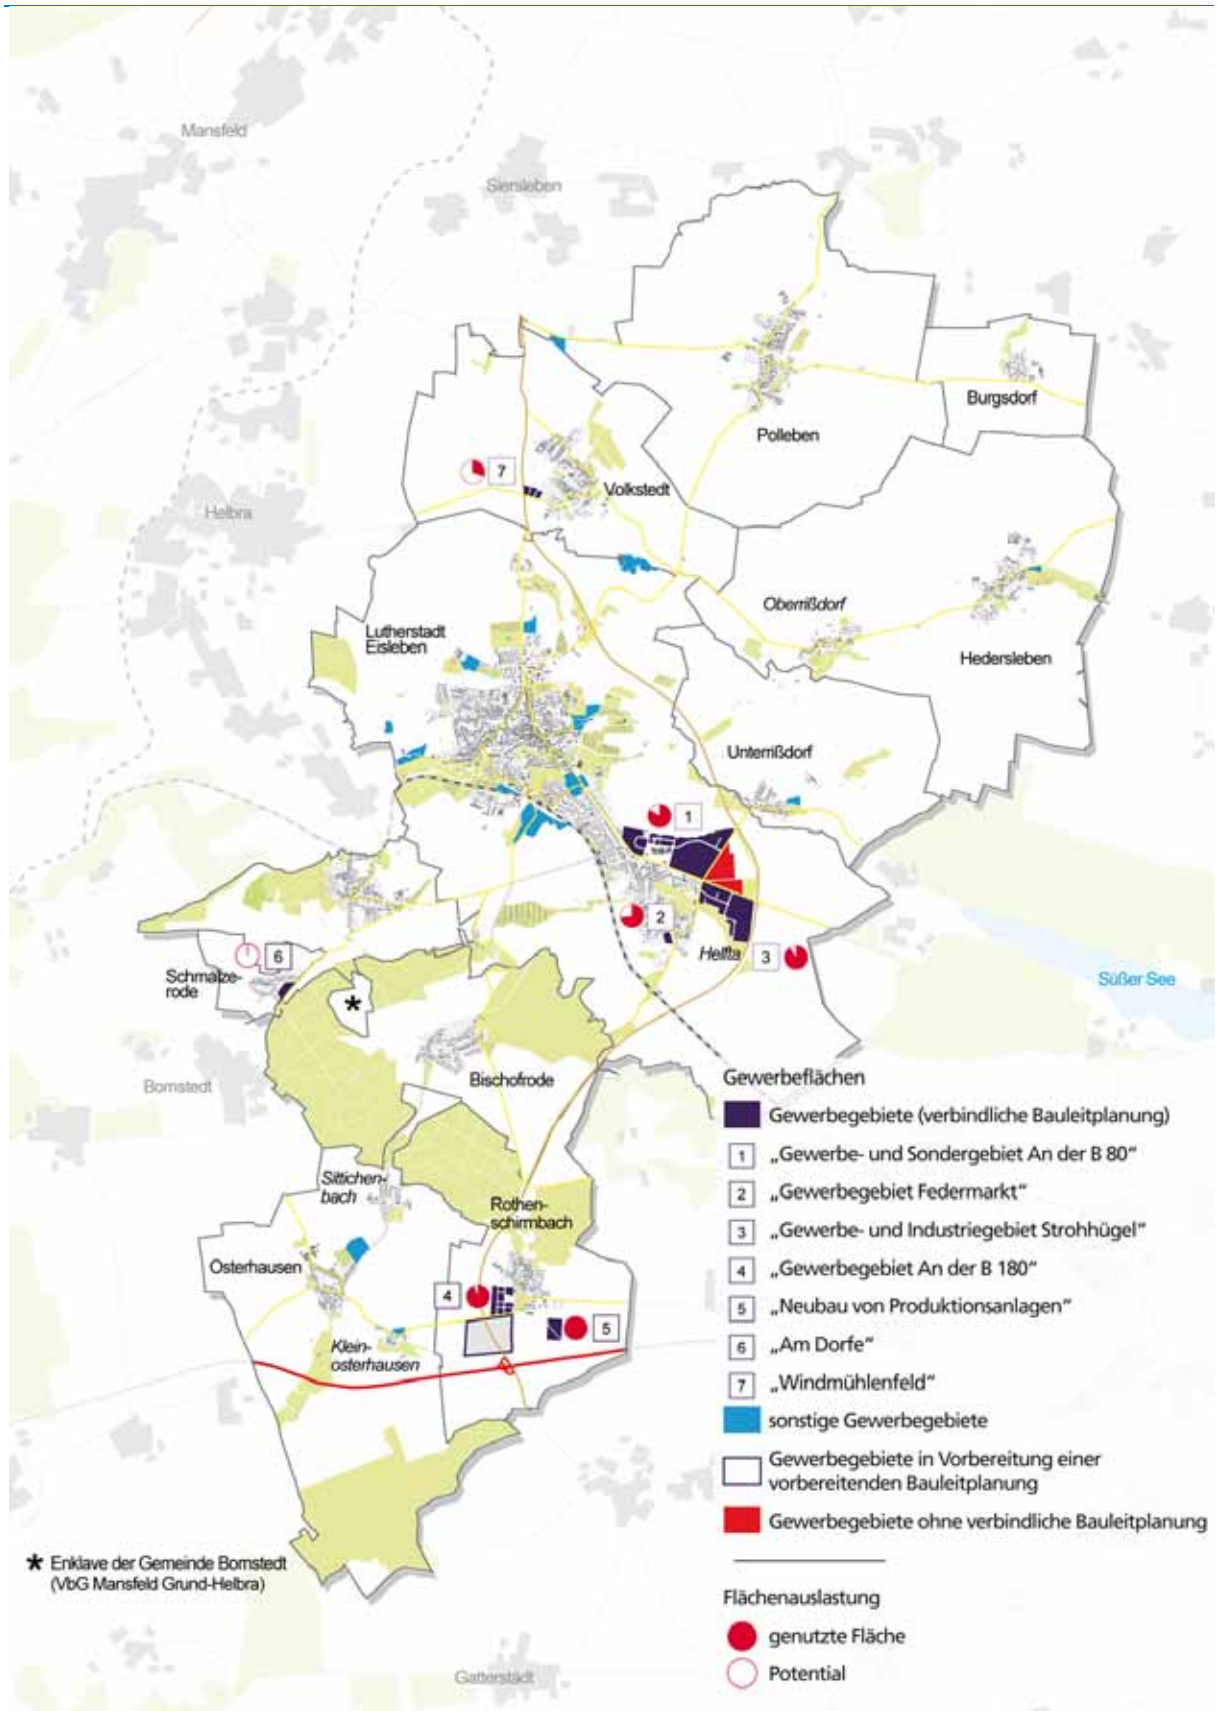 Mansfeld
Siersleben
Burgsdorf
Polleben
7
Volkstedt
Helbra
Oberrißdorf
Lutherstadt
Eisleben
Hedersleben
Unterrißdorf
1
2
Helfta
3
6
Schmalze-
rode
Süßer See
*
Bornstedt
Bischofrode
Sittichen-
bach
Rothen-
schirmbach
Osterhausen
4
5
Klein-
osterhausen
Gatterstädt
* Enklave der Gemeinde Bornstedt
(VbG Mansfeld Grund-Helbra)
Gewerbeflächen
Gewerbegebiete (verbindliche Bauleitplanung)
1 „Gewerbe- und Sondergebiet An der B 80“
2 „Gewerbegebiet Federmarkt“
3 „Gewerbe- und Industriegebiet Strohhügel“
4 „Gewerbegebiet An der B 180“
5 „Neubau von Produktionsanlagen“
6 „Am Dorfe“
7 „Windmühlenfeld“
sonstige Gewerbegebiete
Gewerbegebiete in Vorbereitung einer
vorbereitenden Bauleitplanung
Gewerbegebiete ohne verbindliche Bauleitplanung
Flächenauslastung
genutzte Fläche
Potential